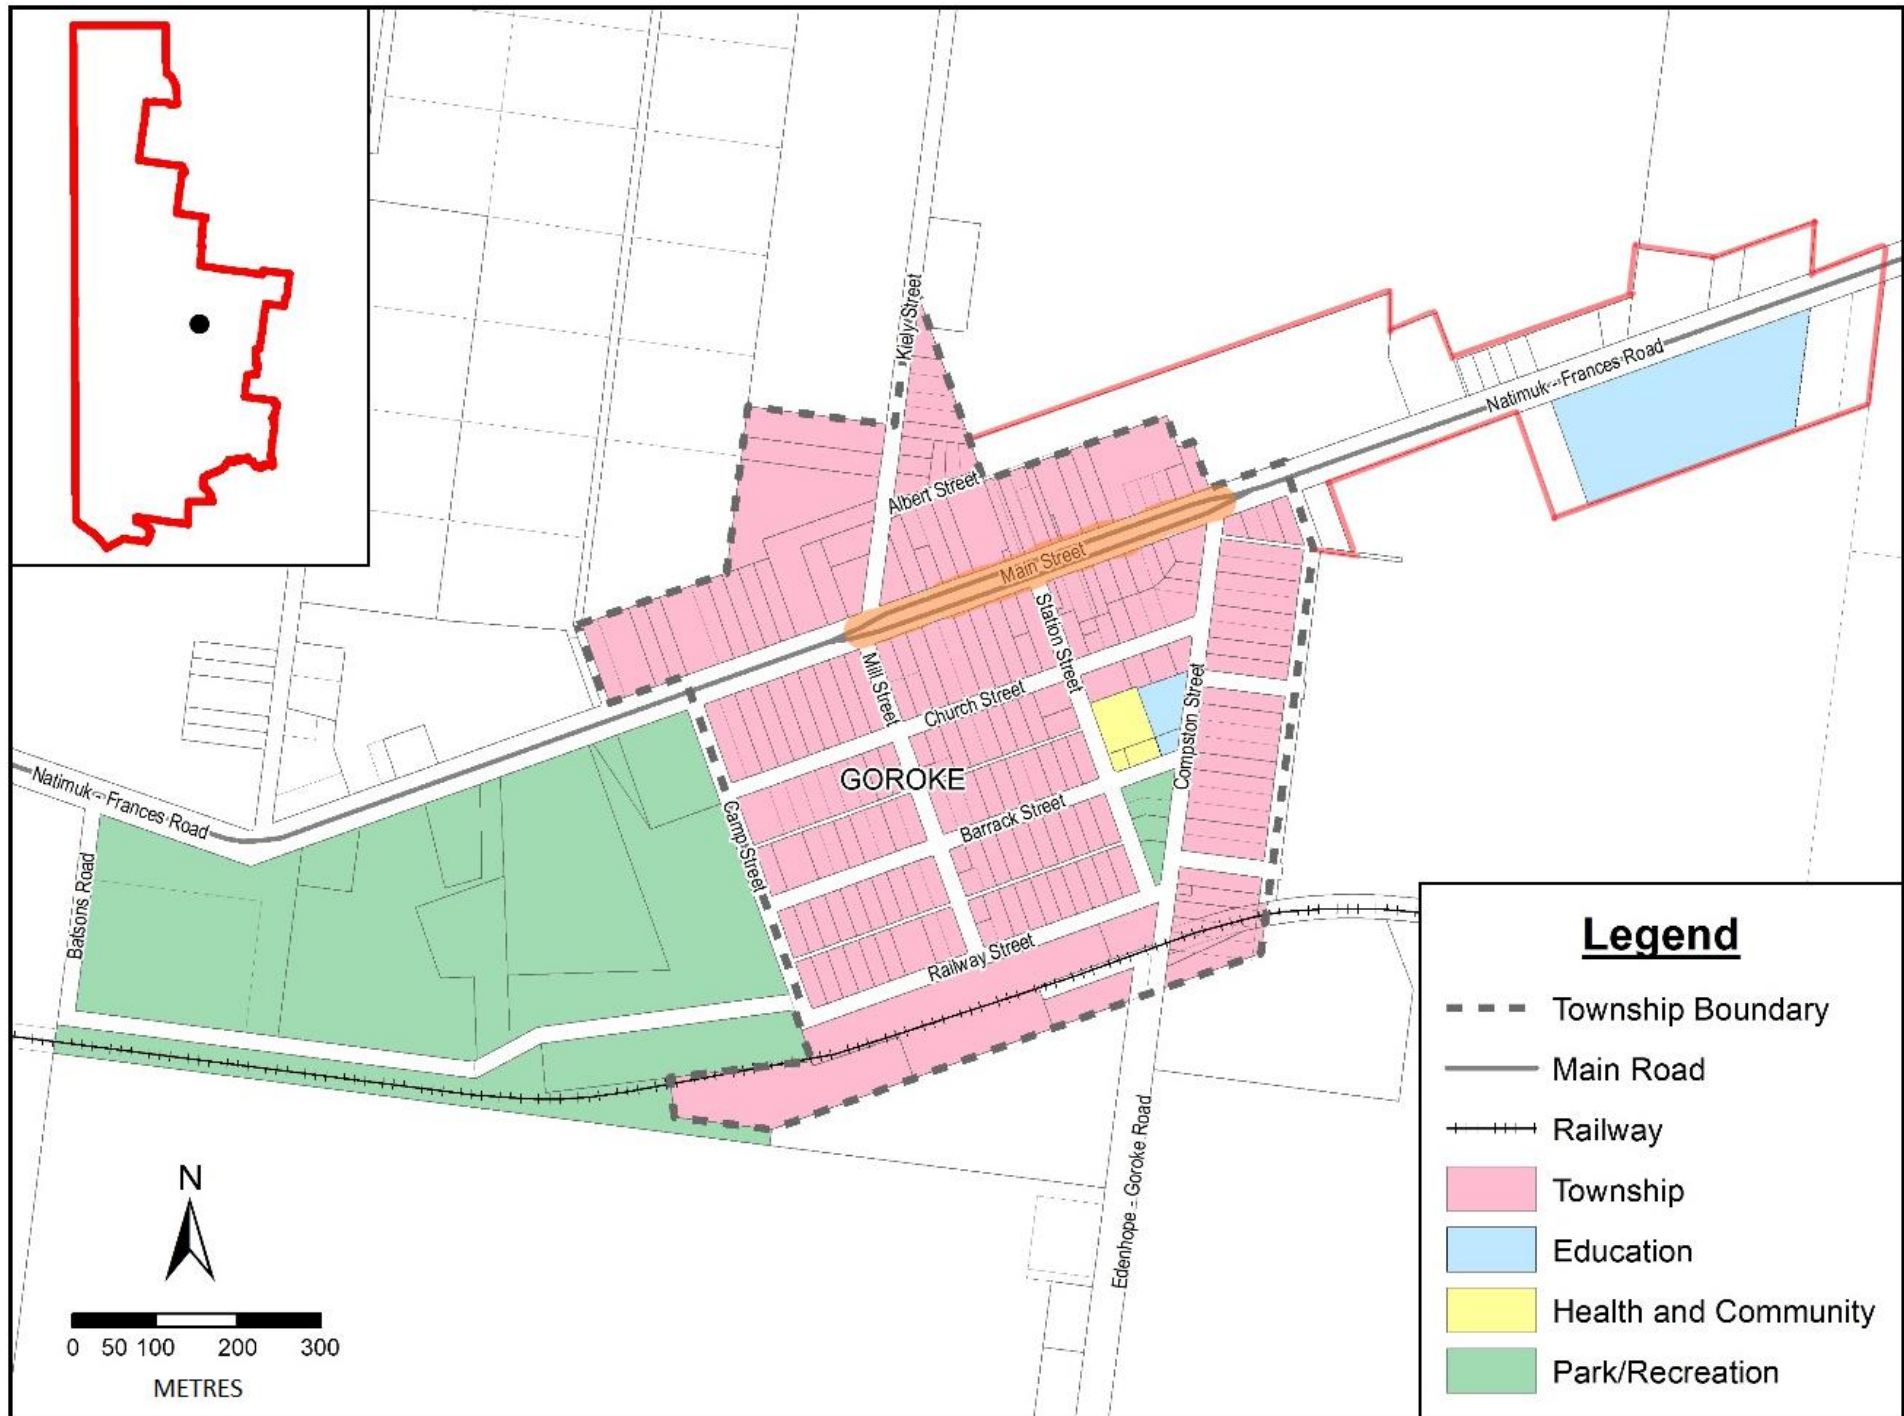 Kiely Street
Albert Street
Natimuk - Frances Road
Main Street
Station Street
Mill Street
Church Street
Compston Street
GOROKE
Natimuk - Frances Road
Camp Street
Barrack Street
Batsons Road
Railway Street
Edenhope - Goroke Road
N
0 50 100 200 300
METRES
Legend
Township Boundary
Main Road
Railway
Township
Education
Health and Community
Park/Recreation